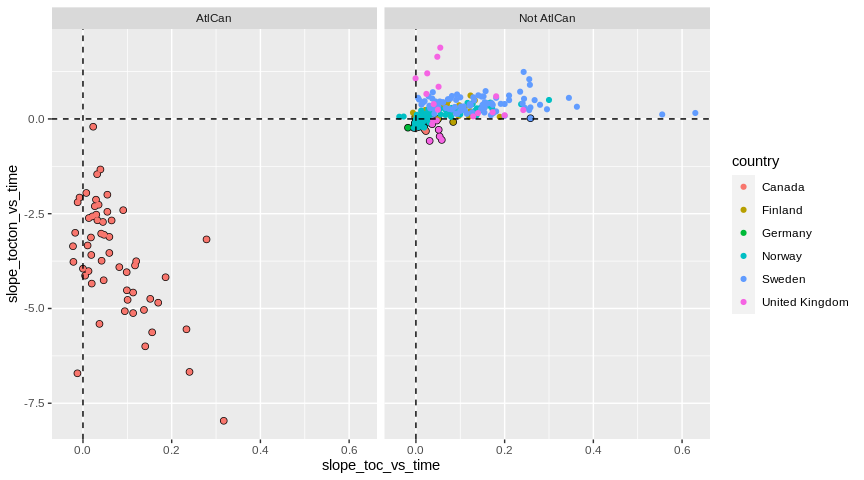 AtlCan
Not AtlCan
0.0
-2.5
-5.0
-7.5
slope_tocton_vs_time
0.0
0.2
0.4
0.6
0.0
0.2
0.4
0.6
slope_toc_vs_time
country
Canada
Finland
Germany
Norway
Sweden
United Kingdom